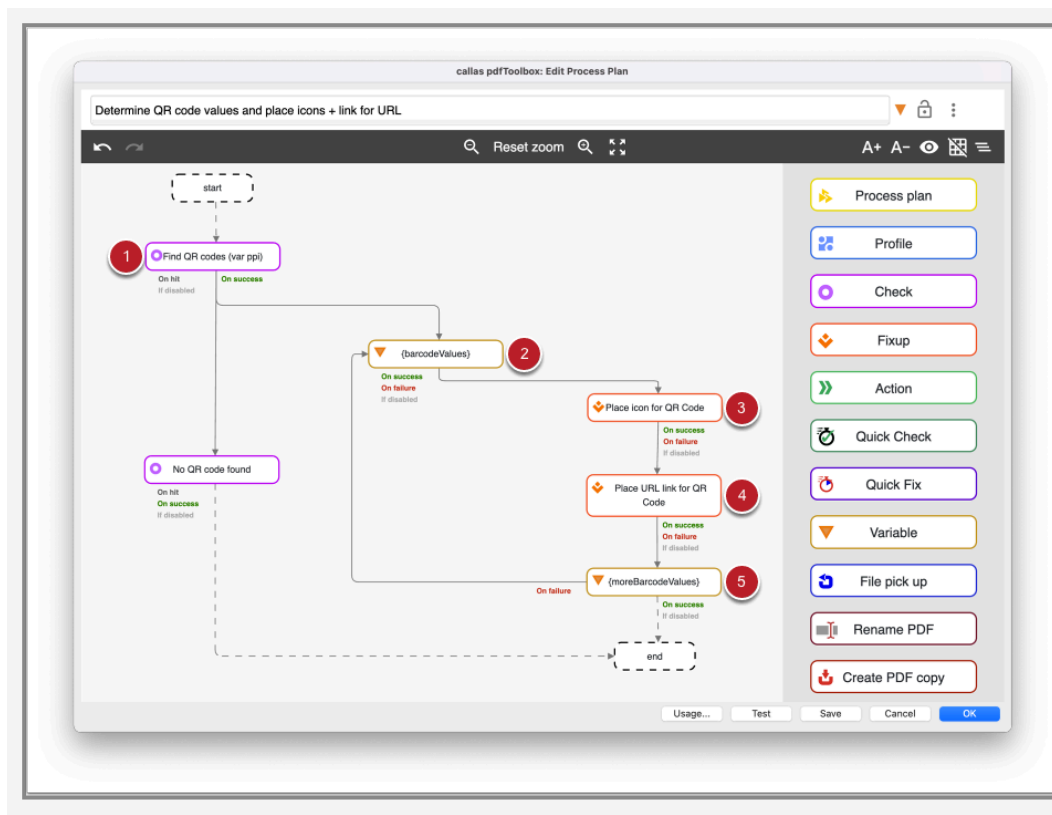 callas pdfToolbox: Edit Process Plan
Determine QR code values and place icons + link for URL
Reset zoom
A+ A-
start
1
Find QR codes (var ppi)
On hit On success
If disabled
{barcodeValues}
2
On success
On failure
If disabled
Place icon for QR Code
3
On success
On failure
If disabled
No QR code found
On hit
On success
If disabled
Place URL link for QR
Code
4
On success
On failure
If disabled
{moreBarcodeValues}
5
On failure
On success
If disabled
end
Process plan
Profile
Check
Fixup
Action
Quick Check
Quick Fix
Variable
File pick up
Rename PDF
Create PDF copy
Usage... Test Save Cancel OK